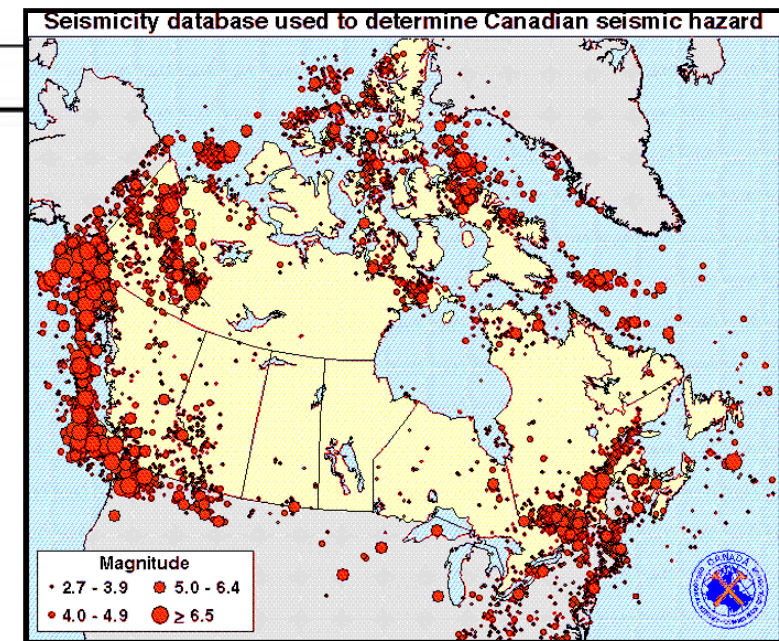 Seismicity database used to determine Canadian seismic hazard
Magnitude
2.7 - 3.9 5.0 - 6.4
4.0 - 4.9 ≥ 6.5
CANADA